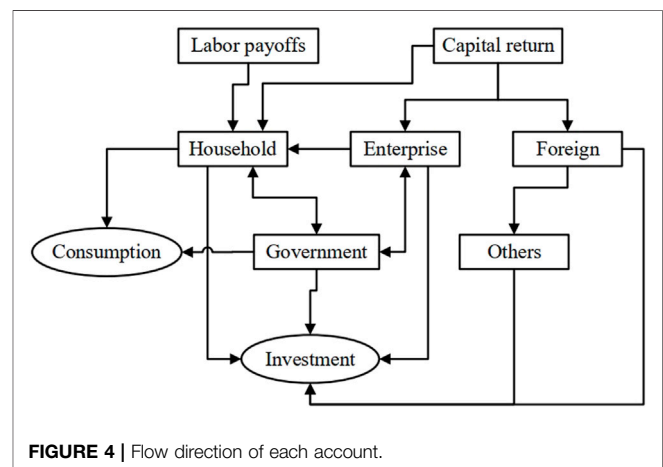 Labor payoffs
Capital return
Household
Enterprise
Foreign
Consumption
Government
Others
Investment
FIGURE 4 | Flow direction of each account.